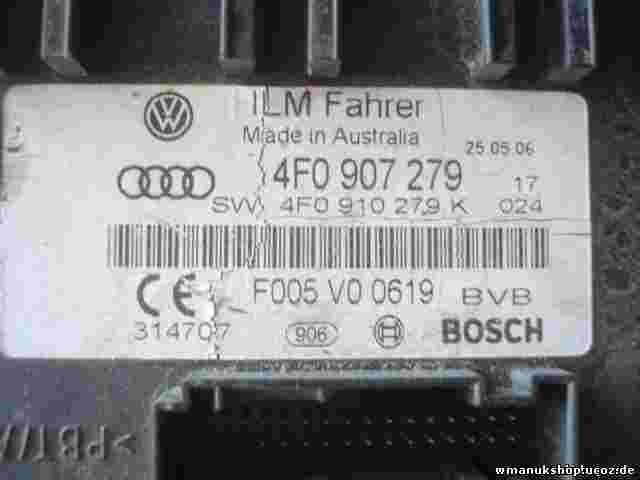 ILM Fahrer
Made in Australia
25.05.06
4F0 907 279 17
SW 4F0 910 279 K 024
F005 V0 0619 BVB
314707 906 BOSCH
>PBT/
wmanukshop!ucoz.de